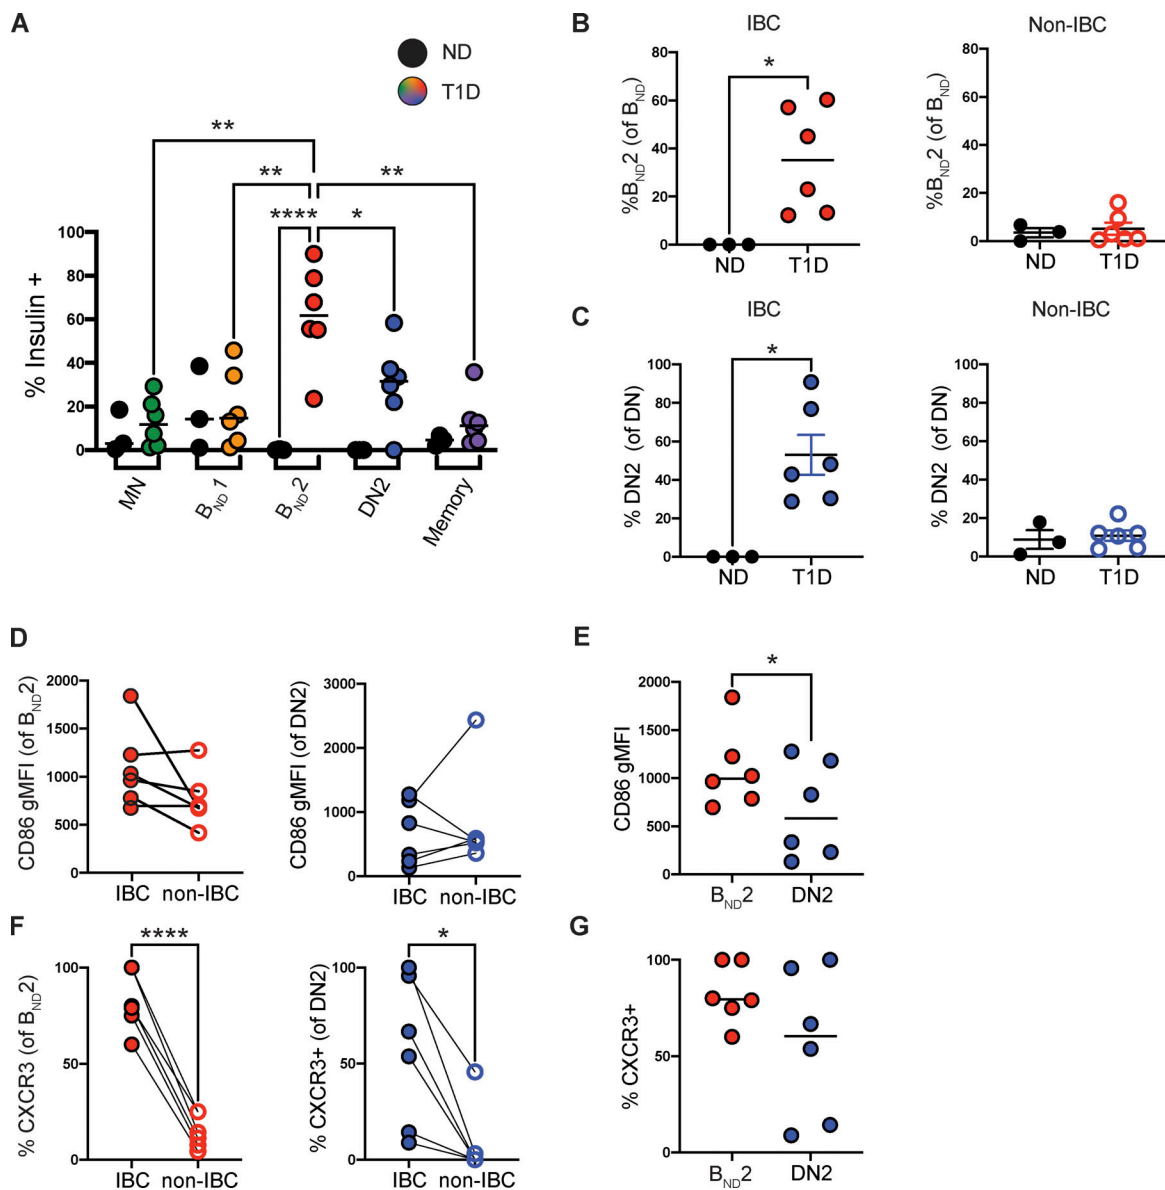 A
ND
T1D
**
**
**
****
*
% Insulin +
100
80
60
40
20
0
MN
BND1
BND2
DN2
Memory
B
IBC
Non-IBC
%BND2 (of BND)
80
60
40
20
0
*
ND
T1D
%BND2 (of BND)
80
60
40
20
0
ND
T1D
C
IBC
Non-IBC
% DN2 (of DN)
100
80
60
40
20
0
*
ND
T1D
% DN2 (of DN)
100
80
60
40
20
0
ND
T1D
D
CD86 gMFI (of BND2)
2000
1500
1000
500
0
IBC
non-IBC
CD86 gMFI (of DN2)
3000
2000
1000
0
IBC
non-IBC
E
CD86 gMFI
2000
1500
1000
500
0
*
BND2
DN2
F
% CXCR3 (of BND2)
100
50
0
****
IBC
non-IBC
% CXCR3+ (of DN2)
100
50
0
*
IBC
non-IBC
G
% CXCR3+
100
50
0
BND2
DN2